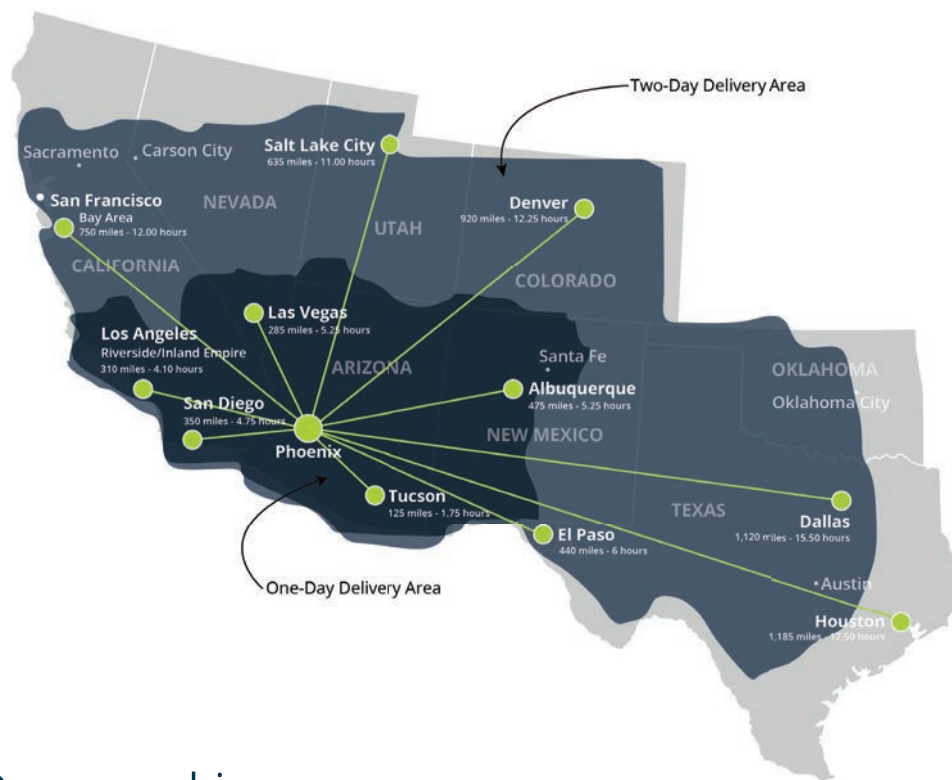 Two-Day Delivery Area
Salt Lake City
635 miles - 11.00 hours
Sacramento
Carson City
San Francisco
Bay Area
750 miles - 12.00 hours
NEVADA
UTAH
Denver
920 miles - 12.25 hours
CALIFORNIA
COLORADO
Las Vegas
285 miles - 5.25 hours
Los Angeles
Riverside/Inland Empire
310 miles - 4.10 hours
ARIZONA
Santa Fe
OKLAHOMA
Albuquerque
475 miles - 5.25 hours
Oklahoma City
San Diego
350 miles - 4.75 hours
NEW MEXICO
Phoenix
Tucson
125 miles - 1.75 hours
TEXAS
Dallas
1,120 miles - 15.50 hours
El Paso
440 miles - 6 hours
One-Day Delivery Area
Austin
Houston
1,185 miles - 17.50 hours